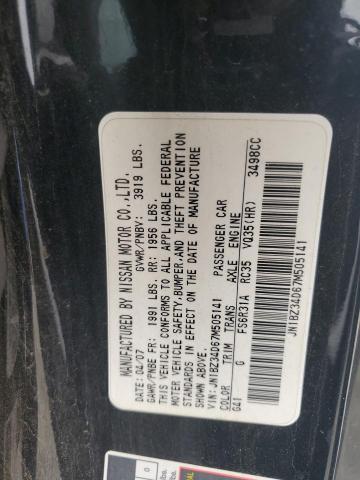 MANUFACTURED BY NISSAN MOTOR CO.,LTD.
DATE: 04/07 GVWR/PNBV: 3919 LBS.
GAWR/PNBE FR: 1991 LBS. RR: 1956 LBS.
THIS VEHICLE CONFORMS TO ALL APPLICABLE FEDERAL
MOTOR VEHICLE SAFETY,BUMPER,AND THEFT PREVENTION
STANDARDS IN EFFECT ON THE DATE OF MANUFACTURE
SHOWN ABOVE.
VIN: JN1BZ34D67M505141 PASSENGER CAR
COLOR TRIM TRANS AXLE ENGINE
G41 G FS6R31A RC35 VQ35(HR) 3498CC
JN1BZ34D67M505141
0
lbs.